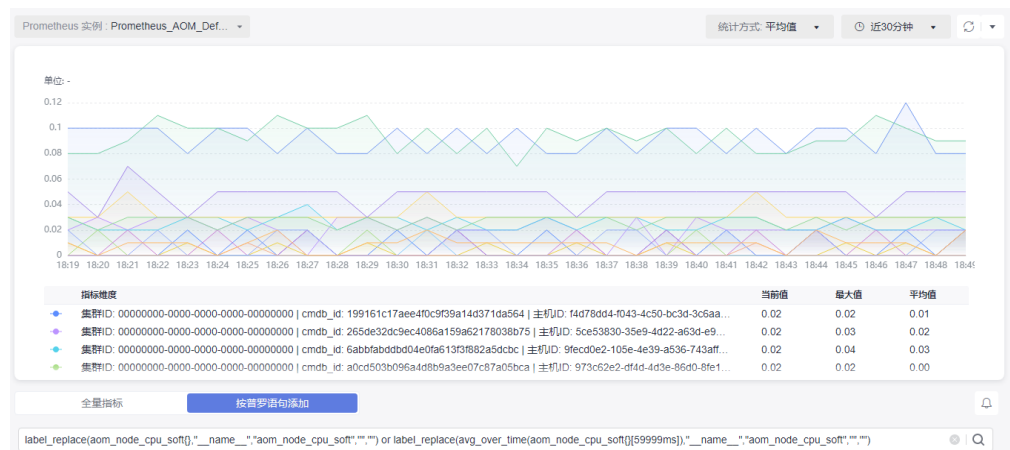 Prometheus 实例 : Prometheus_AOM_Def...
统计方式: 平均值
近30分钟
单位: -
0.12
0.1
0.08
0.06
0.04
0.02
0
18:19 18:20 18:21 18:22 18:23 18:24 18:25 18:26 18:27 18:28 18:29 18:30 18:31 18:32 18:33 18:34 18:35 18:36 18:37 18:38 18:39 18:40 18:41 18:42 18:43 18:44 18:45 18:46 18:47 18:48 18:49
指标维度 当前值 最大值 平均值
集群ID: 00000000-0000-0000-0000-00000000 | cmdb_id: 199161c17aee4f0c9f39a14d371da564 | 主机ID: f4d78dd4-f043-4c50-bc3d-3c6aa... 0.02 0.02 0.01
集群ID: 00000000-0000-0000-0000-00000000 | cmdb_id: 265de32dc9ec4086a159a62178038b75 | 主机ID: 5ce53830-35e9-4d22-a63d-e9... 0.02 0.03 0.02
集群ID: 00000000-0000-0000-0000-00000000 | cmdb_id: 6abbfabddbd04e0fa613f3f882a5dcbc | 主机ID: 9fecd0e2-105e-4e39-a536-743aff... 0.02 0.04 0.03
集群ID: 00000000-0000-0000-0000-00000000 | cmdb_id: a0cd503b096a4d8b9a3ee07c87a05bca | 主机ID: 973c62e2-df4d-4d3e-86d0-8fe1... 0.02 0.02 0.00
全量指标 按普罗语句添加
label_replace(aom_node_cpu_soft{},"__name__","aom_node_cpu_soft","","") or label_replace(avg_over_time(aom_node_cpu_soft{}[59999ms]),"__name__","aom_node_cpu_soft","","")